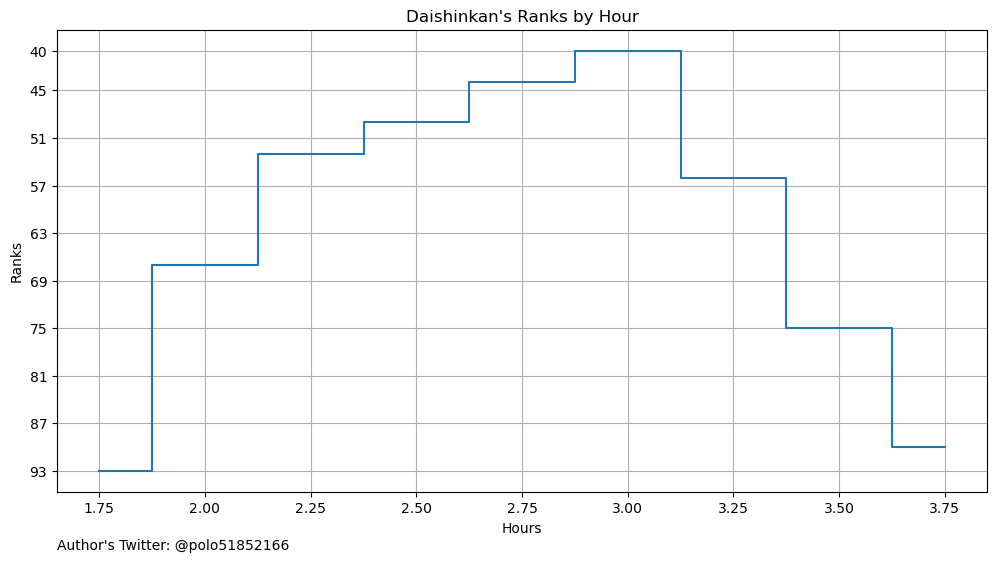 Daishinkan's Ranks by Hour
Ranks
40
45
51
57
63
69
75
81
87
93
1.75 2.00 2.25 2.50 2.75 3.00 3.25 3.50 3.75
Hours
Author's Twitter: @polo51852166